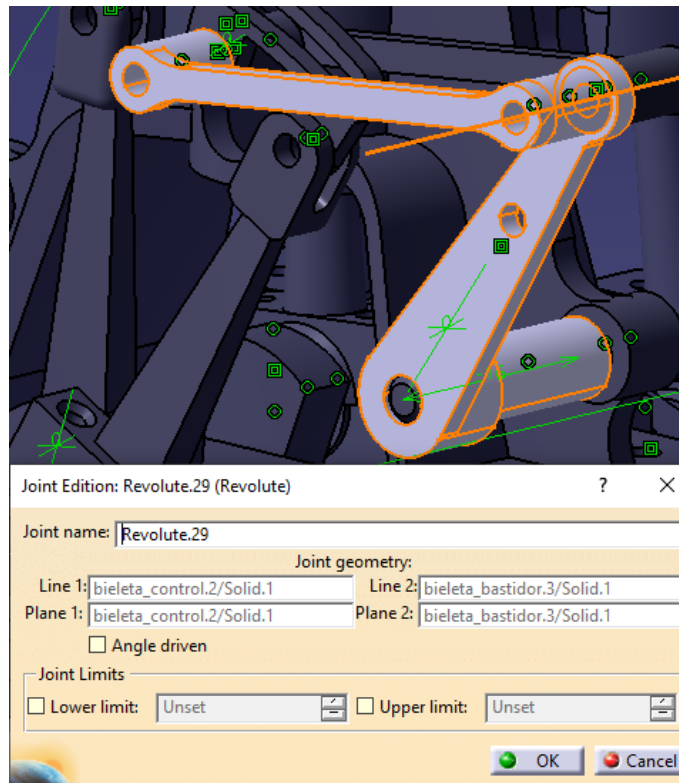 Joint Edition: Revolute.29 (Revolute) ?
Joint name: Revolute.29
Joint geometry:
Line 1: bieleta_control.2/Solid.1 Line 2: bieleta_bastidor.3/Solid.1
Plane 1: bieleta_control.2/Solid.1 Plane 2: bieleta_bastidor.3/Solid.1
Angle driven
Joint Limits
Lower limit: Unset Upper limit: Unset
OK Cancel